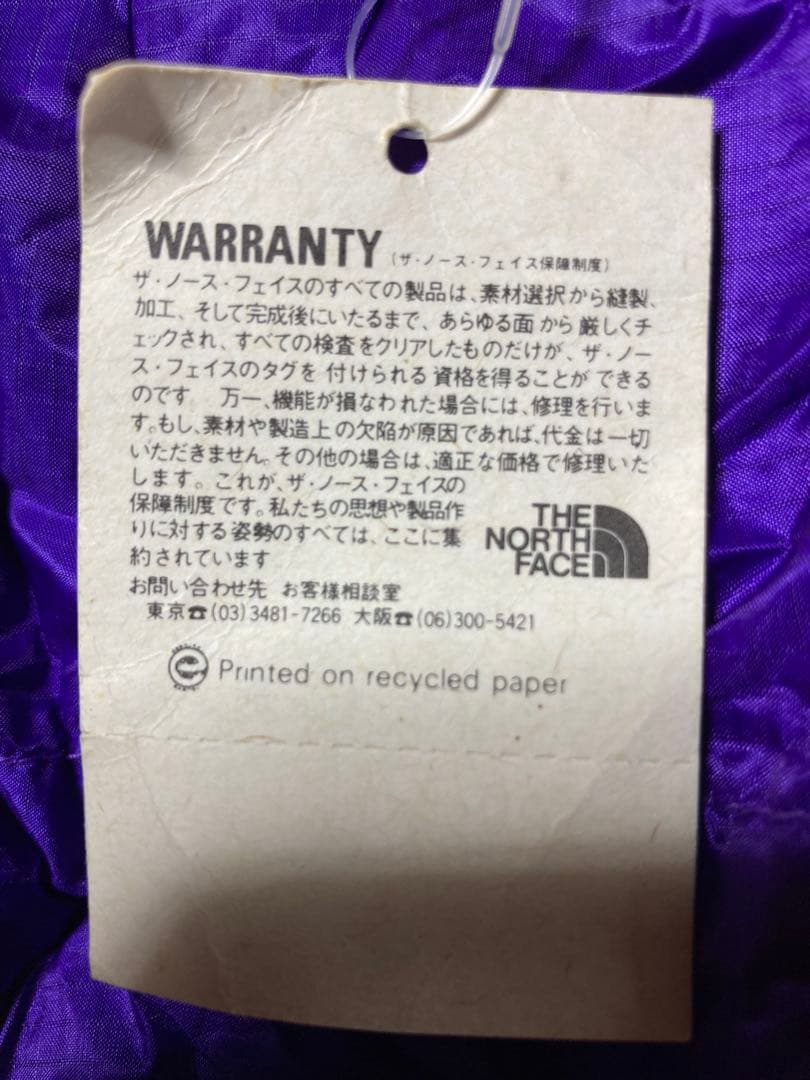 WARRANTY (ザ・ノース・フェイス保障制度)
ザ・ノース・フェイスのすべての製品は、素材選択から縫製、
加工、そして完成後にいたるまで、あらゆる面から厳しくチ
ェックされ、すべての検査をクリアしたものだけが、ザ・ノー
ス・フェイスのタグを付けられる資格を得ることができる
のです 万一、機能が損なわれた場合には、修理を行いま
す。もし、素材や製造上の欠陥が原因であれば、代金は一切
いただきません。その他の場合は、適正な価格で修理いた
します。これが、ザ・ノース・フェイスの
保障制度です。私たちの思想や製品作
りに対する姿勢のすべては、ここに集
約されています
THE
NORTH
FACE
お問い合わせ先 お客様相談室
東京☎(03)3481-7266 大阪☎(06)300-5421
Printed on recycled paper